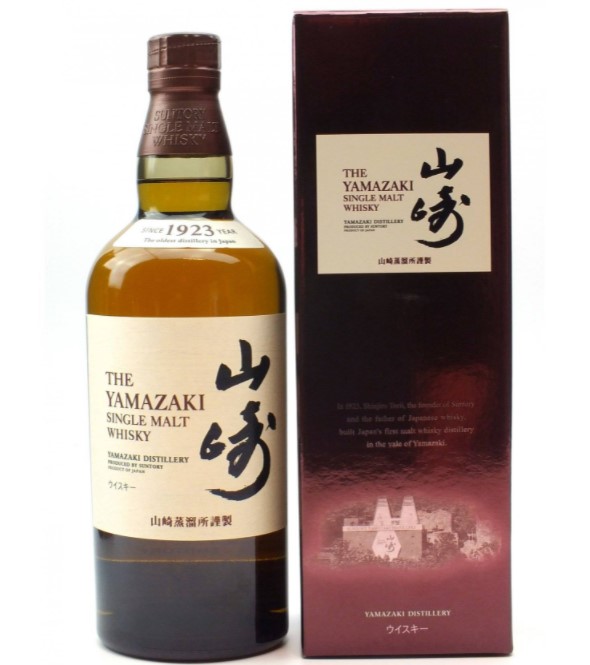 SUNTORY
SINGLE MALT
WHISKY
SINCE 1923 YEAR
The oldest distillery in Japan
THE
YAMAZAKI
SINGLE MALT
WHISKY
YAMAZAKI DISTILLERY
PRODUCED BY SUNTORY
PRODUCT OF JAPAN
ウイスキー
山崎
山崎蒸溜所謹製
THE
YAMAZAKI
SINGLE MALT
WHISKY
YAMAZAKI DISTILLERY
PRODUCED BY SUNTORY
PRODUCT OF JAPAN
山崎
山崎蒸溜所謹製
In 1923, Shinjiro Torii, the founder of Suntory
and the father of Japanese whisky,
built Japan's first malt whisky distillery
in the vale of Yamazaki.
山崎
YAMAZAKI DISTILLERY
ウイスキー